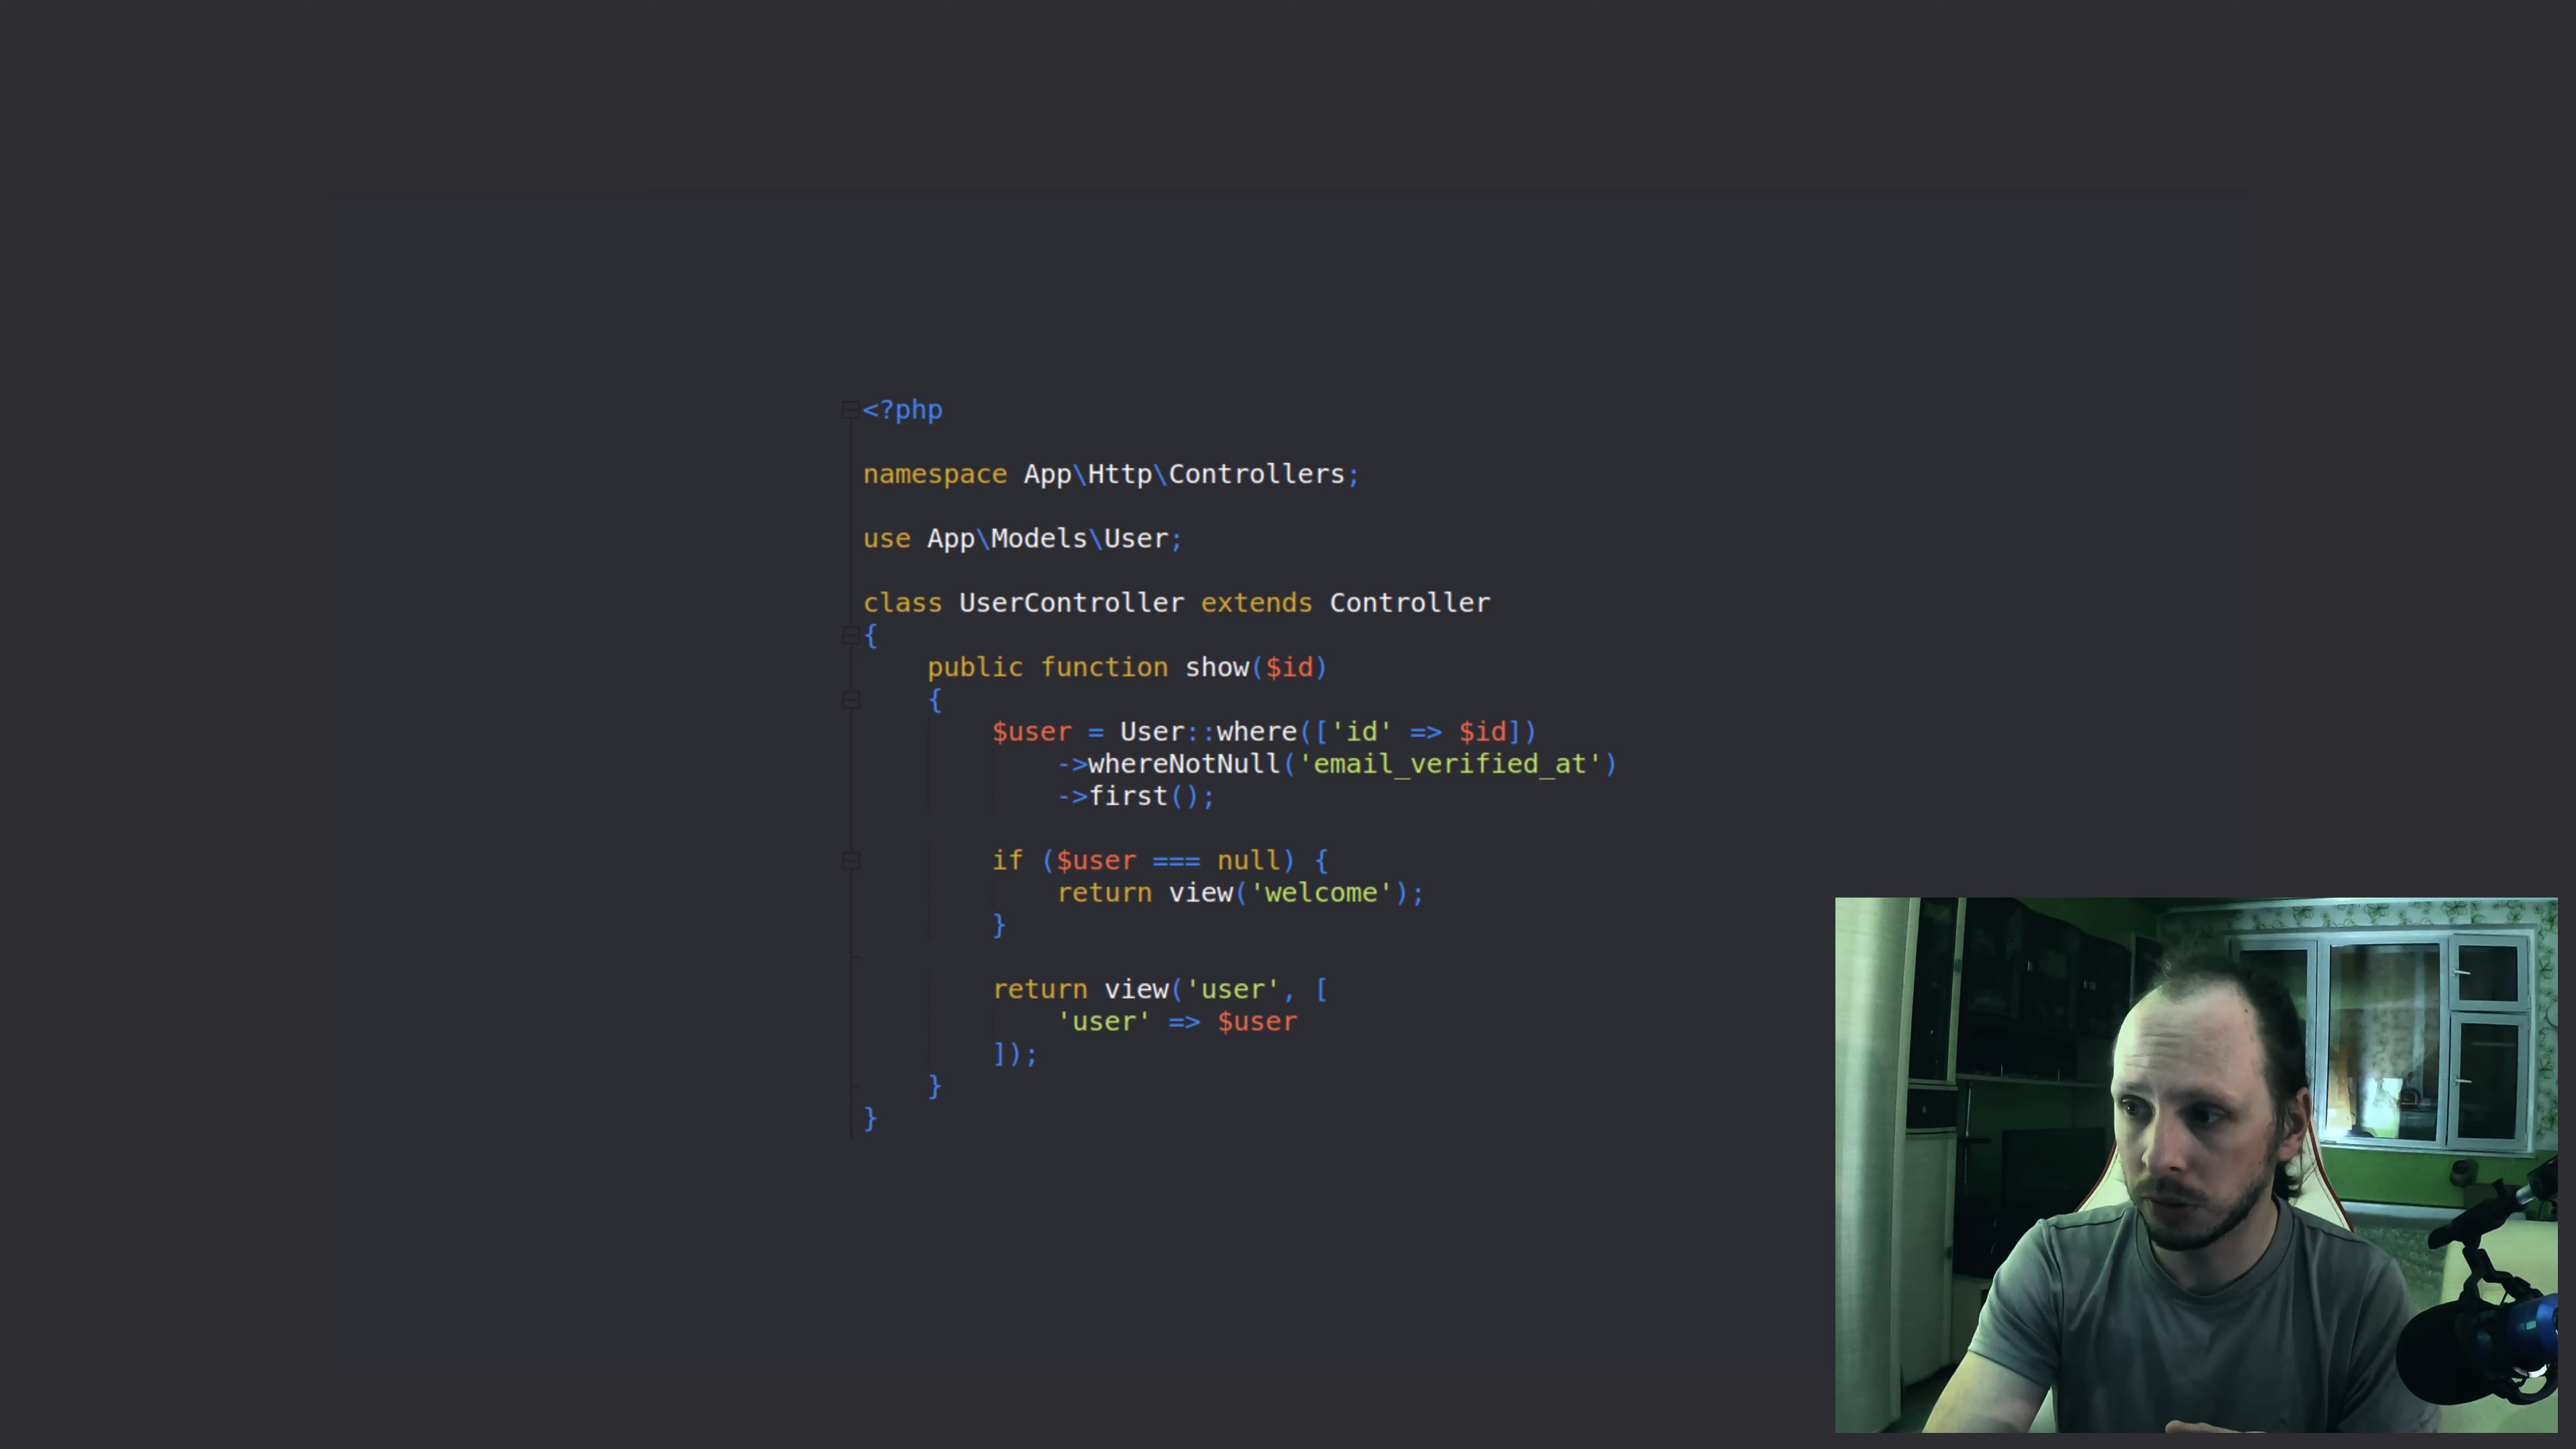 <?php
namespace App\Http\Controllers;
use App\Models\User;
class UserController extends Controller
{
    public function show($id)
    {
        $user = User::where(['id' => $id])
            ->whereNotNull('email_verified_at')
            ->first();
        if ($user === null) {
            return view('welcome');
        }
        return view('user', [
            'user' => $user
        ]);
    }
}